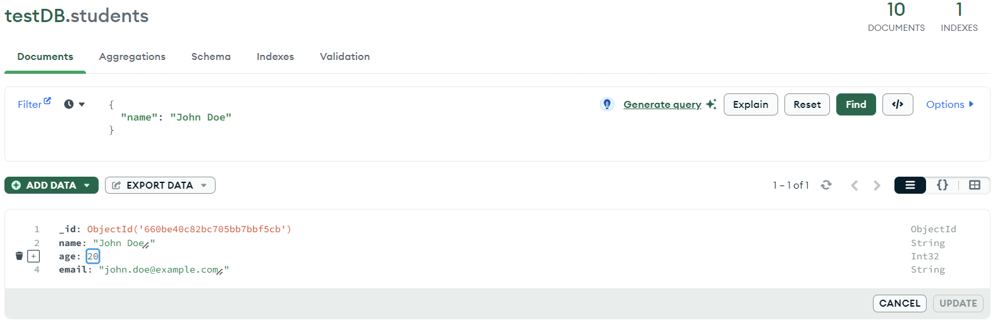 testDB.students
10 1
DOCUMENTS INDEXES
Documents Aggregations Schema Indexes Validation
Filter { Generate query Explain Reset Find </> Options
"name": "John Doe"
}
ADD DATA EXPORT DATA 1 – 1 of 1 {}
1 _id: ObjectId('660be40c82bc705bb7bbf5cb') ObjectId
2 name: "John Doe" String
+ age: 20 Int32
4 email: "john.doe@example.com" String
CANCEL UPDATE